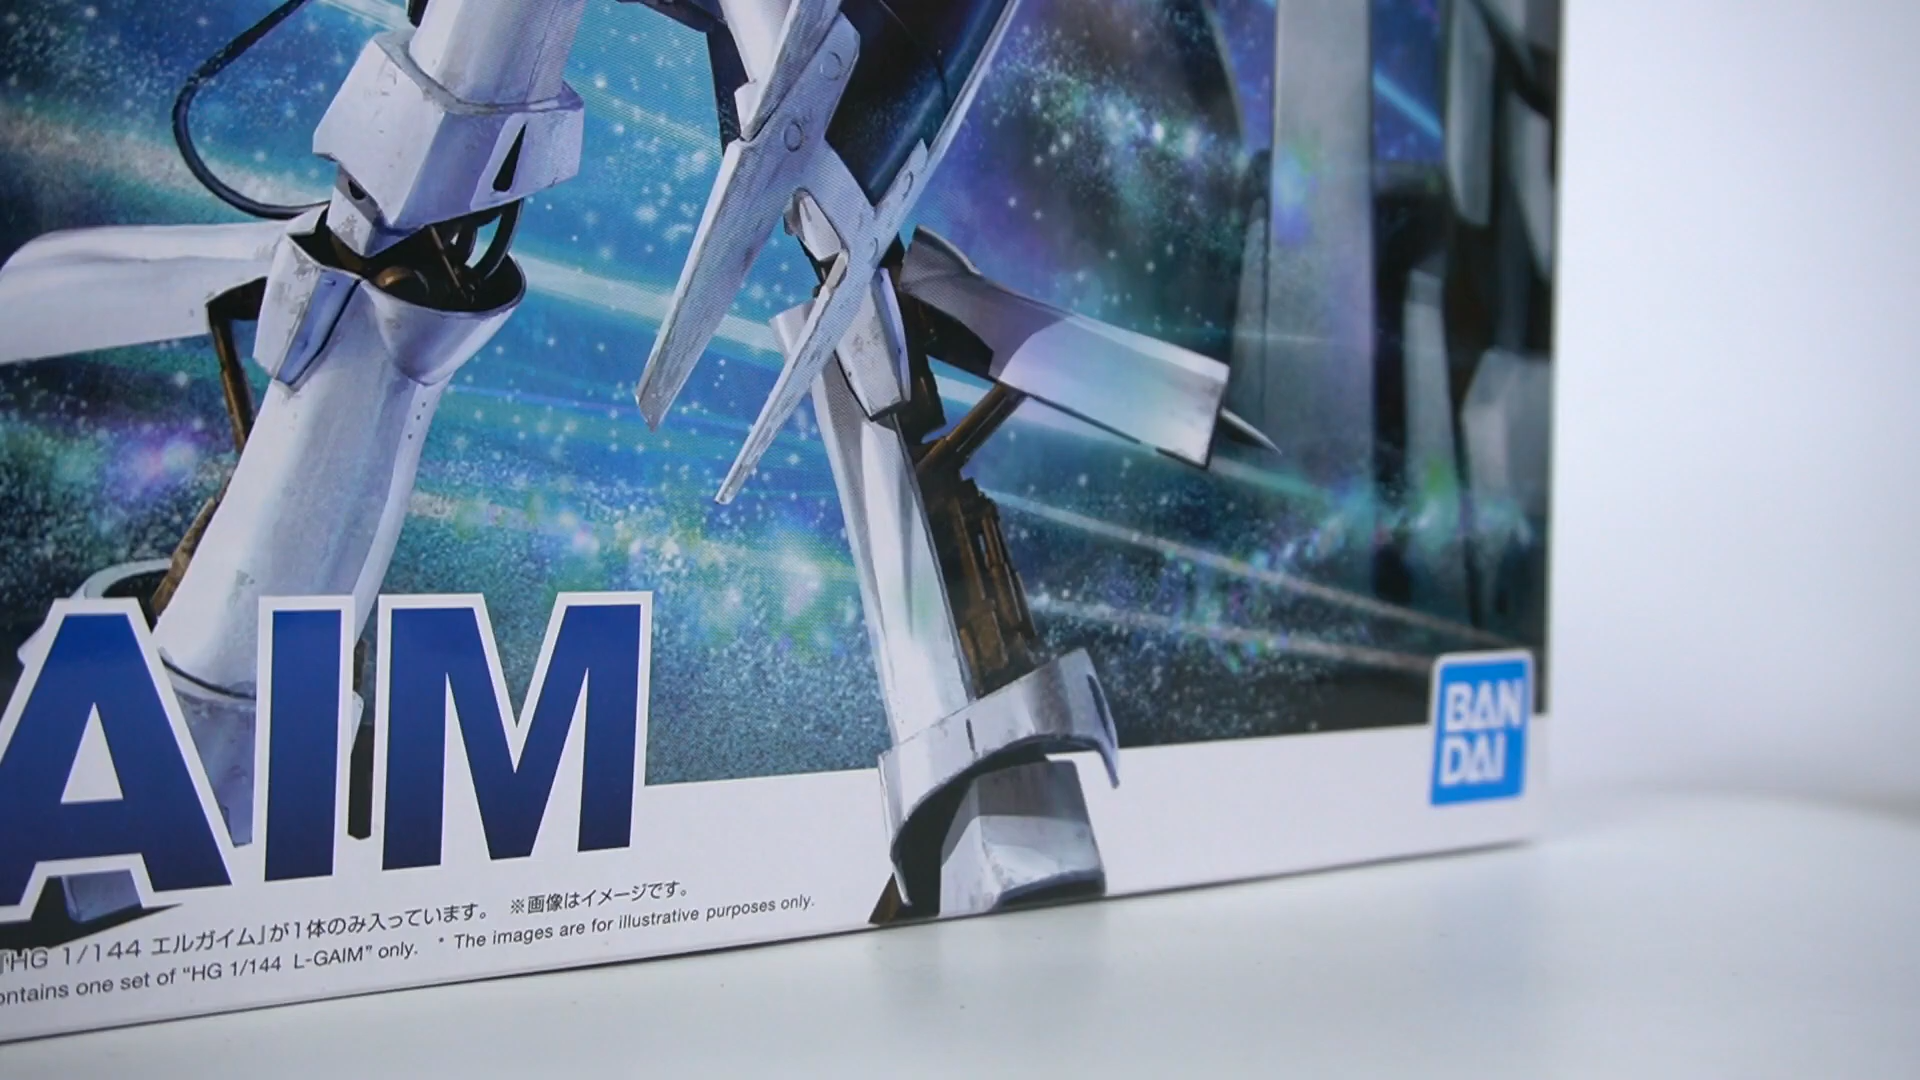 AIM
BAN
DAI
「HG 1/144 エルガイム」が1体のみ入っています。 ※画像はイメージです。
ontains one set of “HG 1/144 L-GAIM” only. * The images are for illustrative purposes only.